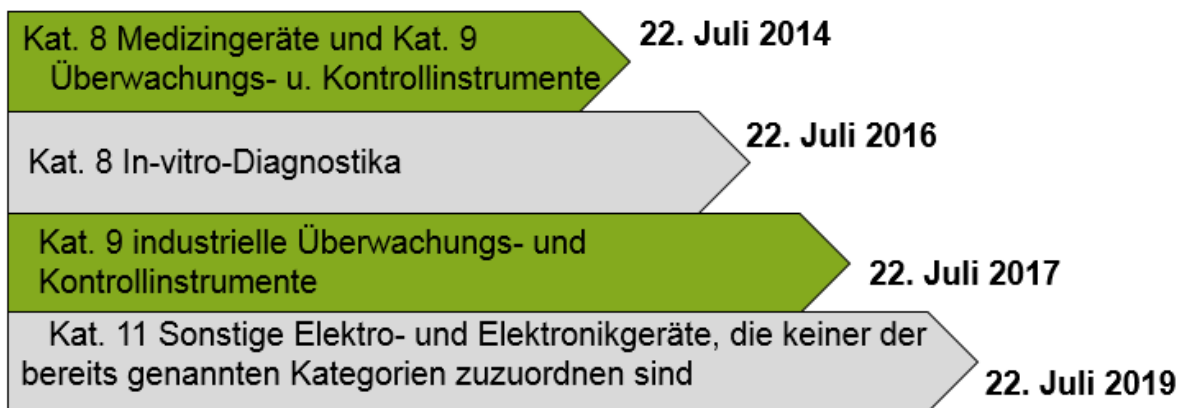 Kat. 8 Medizingeräte und Kat. 9
Überwachungs- u. Kontrollinstrumente
22. Juli 2014
Kat. 8 In-vitro-Diagnostika
22. Juli 2016
Kat. 9 industrielle Überwachungs- und
Kontrollinstrumente
22. Juli 2017
Kat. 11 Sonstige Elektro- und Elektronikgeräte, die keiner der
bereits genannten Kategorien zuzuordnen sind
22. Juli 2019